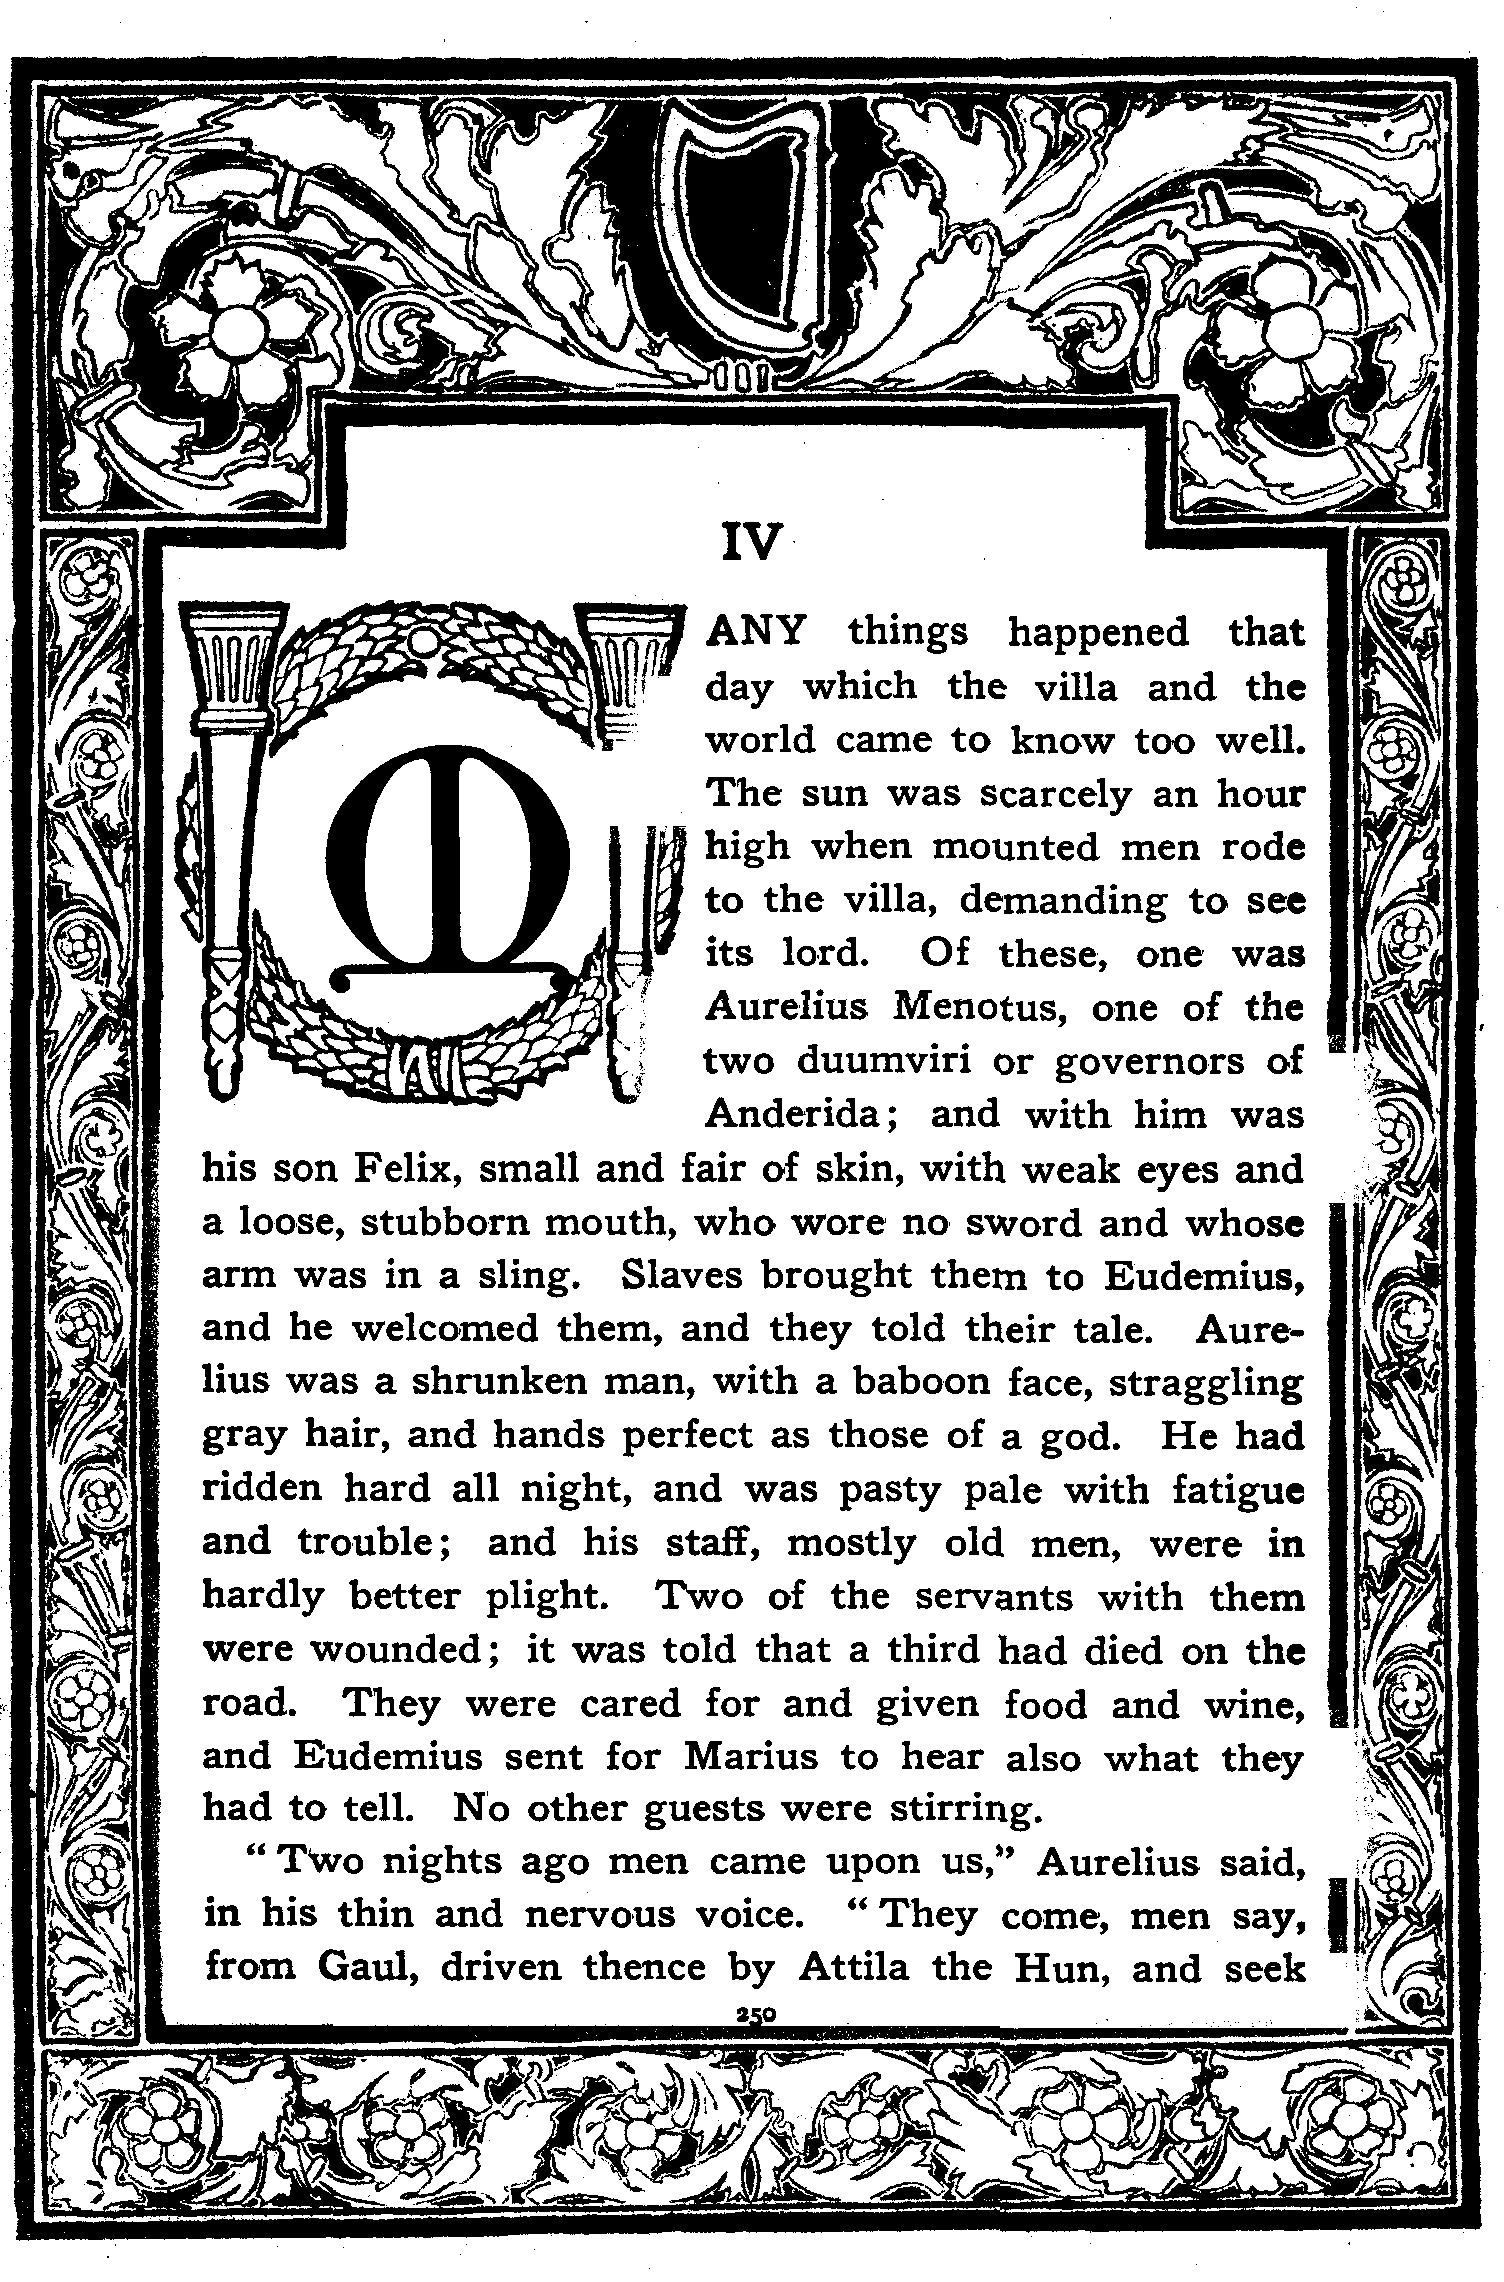 IV
MANY things happened that
day which the villa and the
world came to know too well.
The sun was scarcely an hour
high when mounted men rode
to the villa, demanding to see
its lord. Of these, one was
Aurelius Menotus, one of the
two duumviri or governors of
Anderida; and with him was
his son Felix, small and fair of skin, with weak eyes and
a loose, stubborn mouth, who wore no sword and whose
arm was in a sling. Slaves brought them to Eudemius,
and he welcomed them, and they told their tale. Aure-
lius was a shrunken man, with a baboon face, straggling
gray hair, and hands perfect as those of a god. He had
ridden hard all night, and was pasty pale with fatigue
and trouble; and his staff, mostly old men, were in
hardly better plight. Two of the servants with them
were wounded; it was told that a third had died on the
road. They were cared for and given food and wine,
and Eudemius sent for Marius to hear also what they
had to tell. No other guests were stirring.
“Two nights ago men came upon us,” Aurelius said,
in his thin and nervous voice. “They come, men say,
from Gaul, driven thence by Attila the Hun, and seek
250